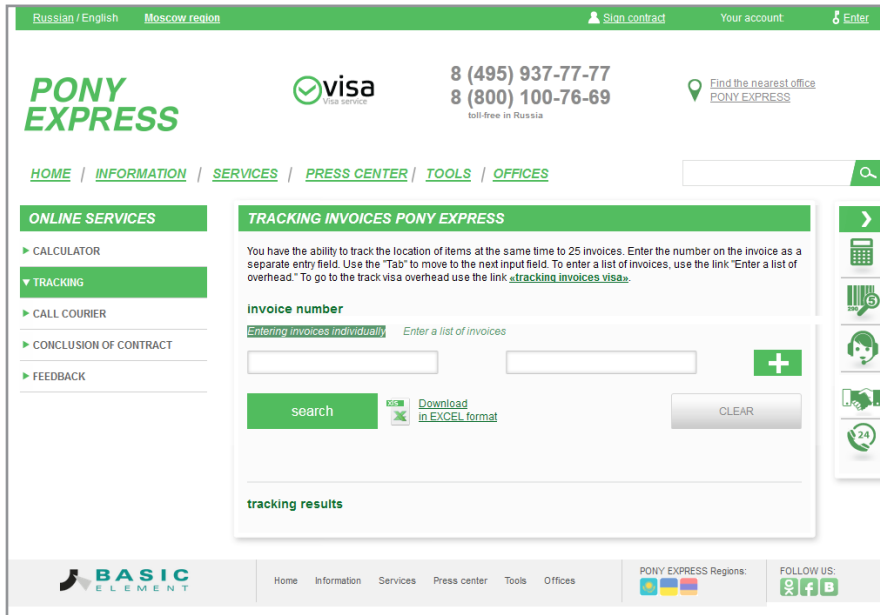 Russian / English Moscow region Sign contract Your account: Enter
PONY
EXPRESS
visa
Visa service
8 (495) 937-77-77
8 (800) 100-76-69
toll-free in Russia
Find the nearest office
PONY EXPRESS
HOME / INFORMATION / SERVICES / PRESS CENTER / TOOLS / OFFICES
ONLINE SERVICES
CALCULATOR
TRACKING
CALL COURIER
CONCLUSION OF CONTRACT
FEEDBACK
TRACKING INVOICES PONY EXPRESS
You have the ability to track the location of items at the same time to 25 invoices. Enter the number on the invoice as a
separate entry field. Use the "Tab" to move to the next input field. To enter a list of invoices, use the link "Enter a list of
overhead." To go to the track visa overhead use the link «tracking invoices visa».
invoice number
Entering invoices individually Enter a list of invoices
search
XLS
Download
in EXCEL format
CLEAR
tracking results
24
BASIC
ELEMENT
Home Information Services Press center Tools Offices
PONY EXPRESS Regions:
FOLLOW US: